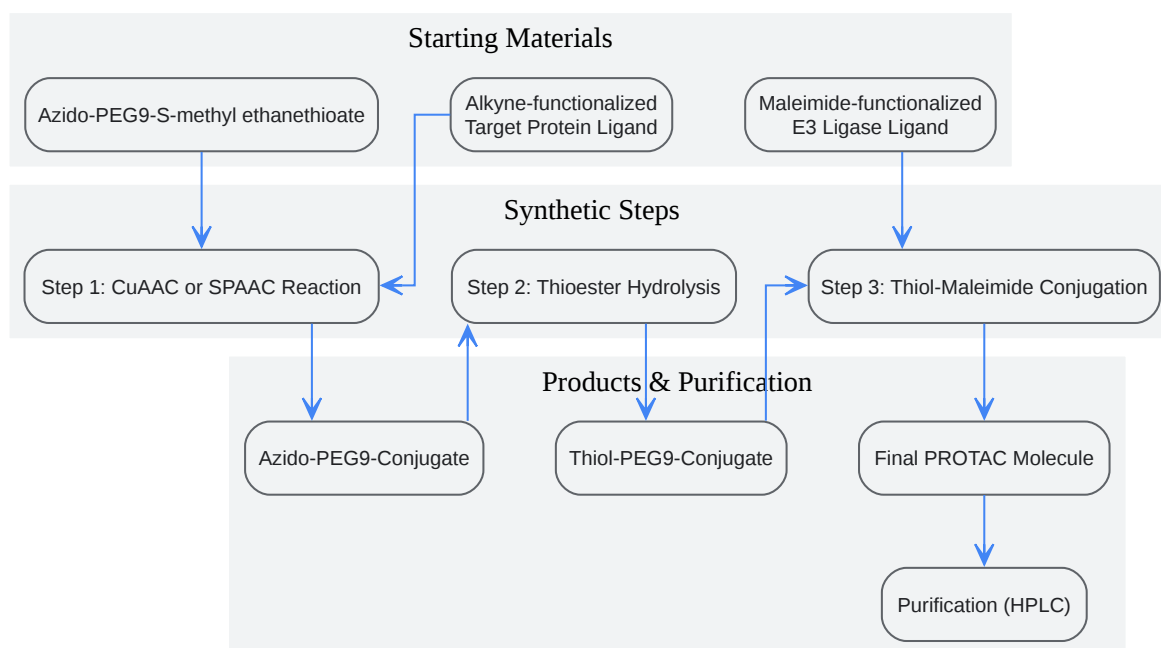 Starting Materials
Azido-PEG9-S-methyl ethanethioate
Alkyne-functionalized
Target Protein Ligand
Maleimide-functionalized
E3 Ligase Ligand
Synthetic Steps
Step 1: CuAAC or SPAAC Reaction
Step 2: Thioester Hydrolysis
Step 3: Thiol-Maleimide Conjugation
Products & Purification
Azido-PEG9-Conjugate
Thiol-PEG9-Conjugate
Final PROTAC Molecule
Purification (HPLC)